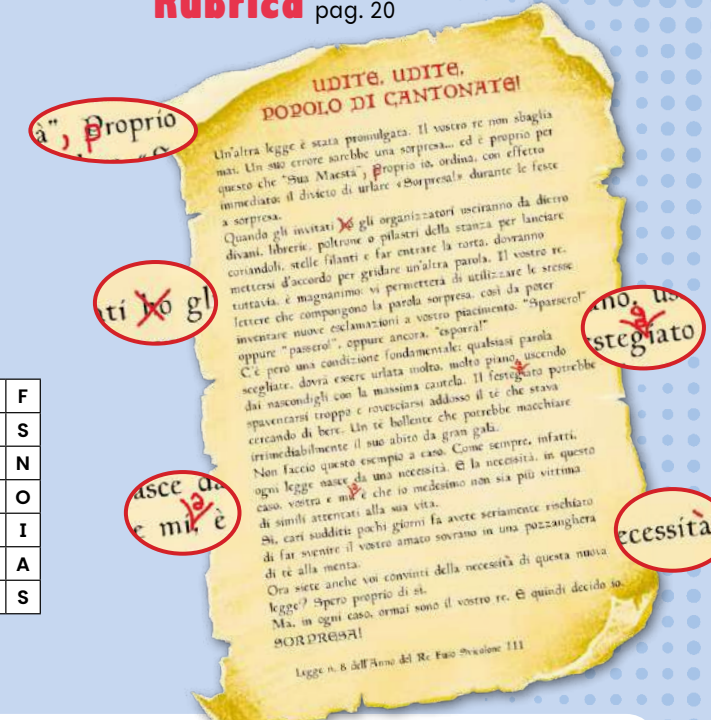 Rubrica pag. 20
UDITE, UDITE,
POPOLO DI CANTONATE!
Un'altra legge è stata promulgata. Il vostro re non sbaglia
mai. Un suo errore sarebbe una sorpresa... ed è proprio per
questo che "Sua Maestà", proprio io, ordina, con effetto
immediato: il divieto di urlare «Sorpresa!» durante le feste
a sorpresa.
Quando gli invitati ho gli organizzatori usciranno da dietro
divani, librerie, poltrone o pilastri della stanza per lanciare
coriandoli, stelle filanti e far entrare la torta, dovranno
mettersi d'accordo per gridare un'altra parola. Il vostro re,
tuttavia, è magnanimo: vi permetterà di utilizzare le stesse
lettere che compongono la parola sorpresa, così da poter
inventare nuove esclamazioni a vostro piacimento. "Sparsero!"
oppure "passero!", oppure ancora, "esporra!"
C'è però una condizione fondamentale: qualsiasi parola
scegliate, dovrà essere urlata molto, molto piano, uscendo
dai nascondigli con la massima cautela. Il festegiato potrebbe
spaventarsi troppo e rovesciarsi addosso il tè che stava
cercando di bere. Un tè bollente che potrebbe macchiare
irrimediabilmente il suo abito da gran galà.
Non faccio questo esempio a caso. Come sempre, infatti,
ogni legge nasce da una necessità. E la necessità, in questo
caso, vostra e mi, è che io medesimo non sia più vittima
di simili attentati alla sua vita.
Sì, cari sudditi: pochi giorni fa avete seriamente rischiato
di far svenire il vostro amato sovrano in una pozzanghera
di tè alla menta.
Ora siete anche voi convinti della necessità di questa nuova
legge? Spero proprio di sì.
Ma, in ogni caso, ormai sono il vostro re. E quindi decido io.
SORPRESA!
Legge n. 8 dell'Anno del Re Fuso Svicolone III
à", proprio
ti ho gl
no, us
g
stegiato
asce da
a
e mi, è
ecessità
F
S
N
O
I
A
S